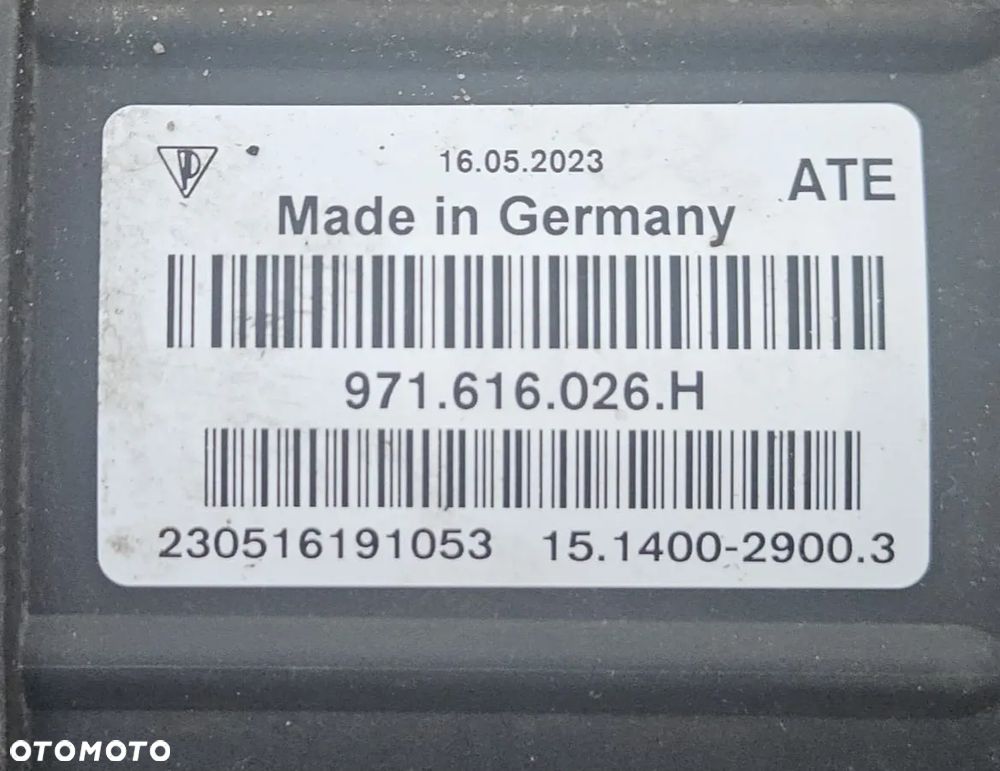 16.05.2023
ATE
Made in Germany
971.616.026.H
230516191053 15.1400-2900.3
OTOMOTO